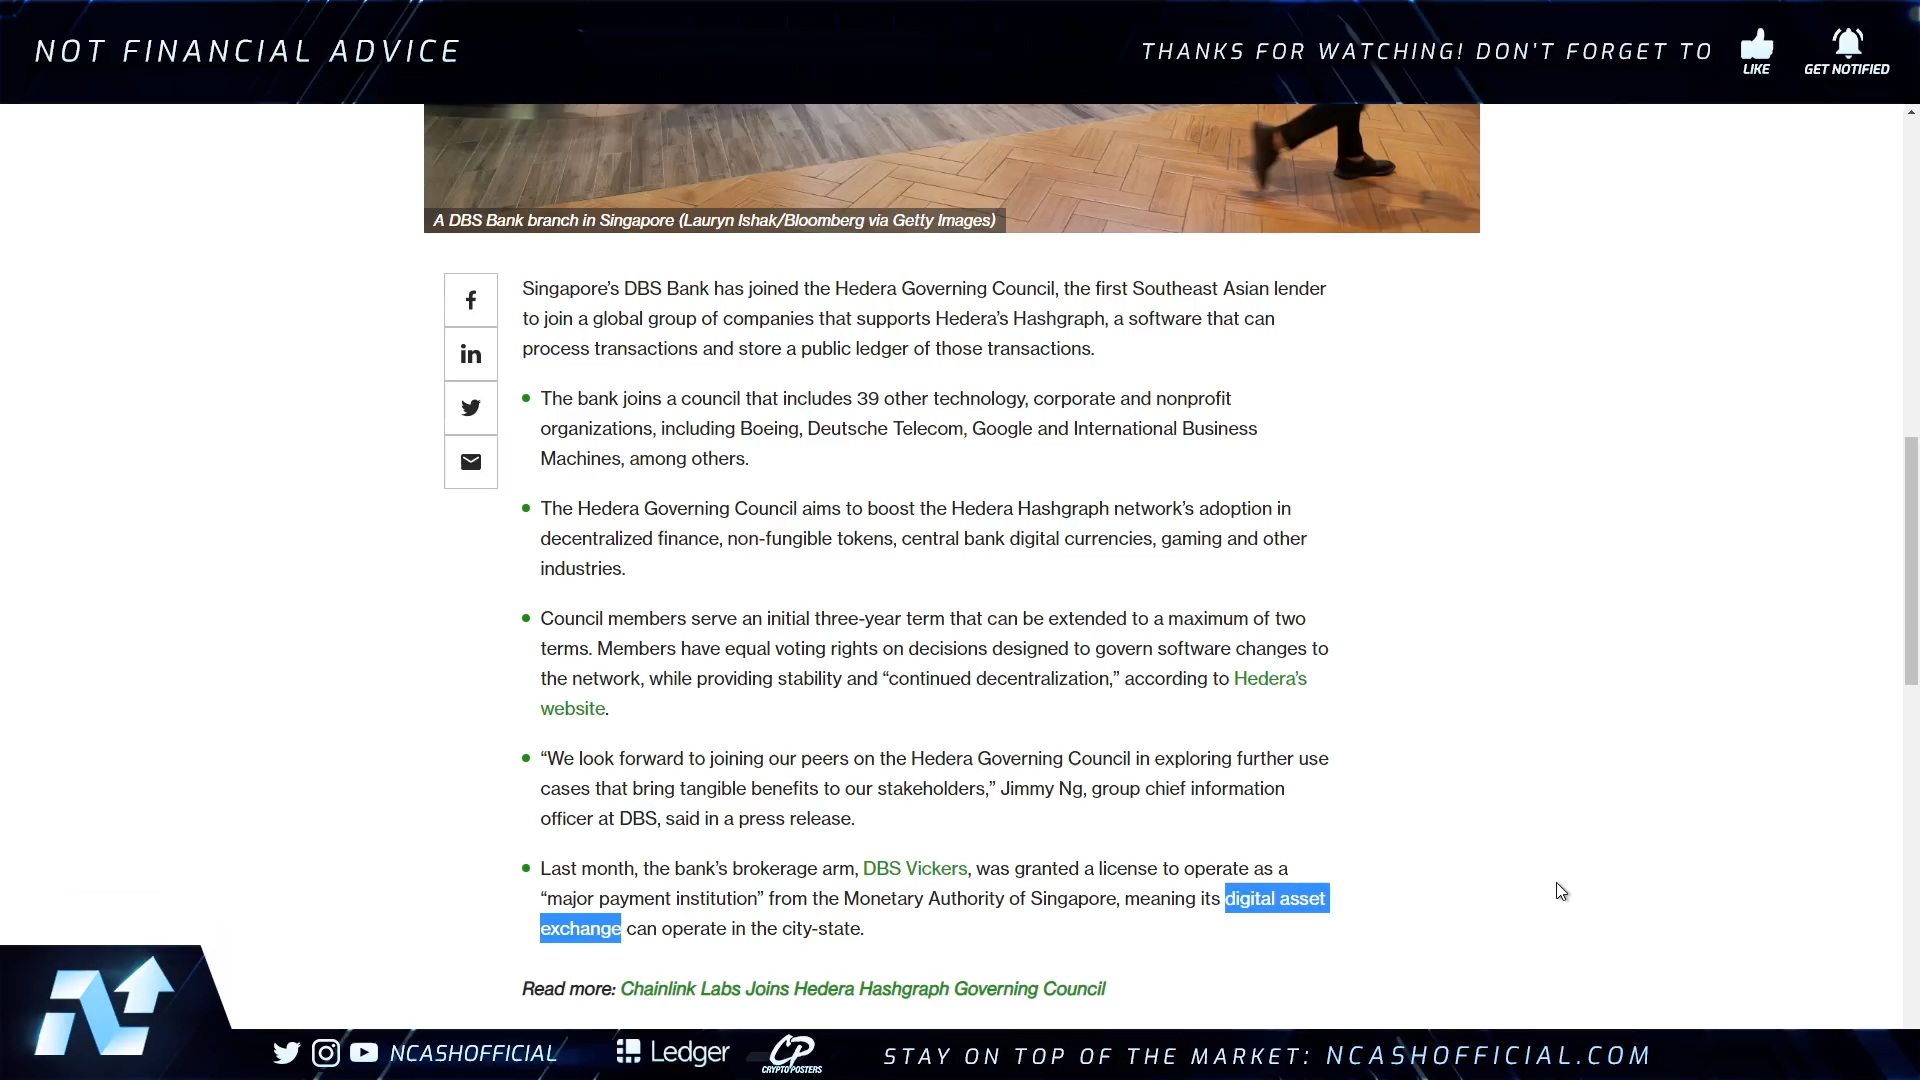 NOT FINANCIAL ADVICE
THANKS FOR WATCHING! DON'T FORGET TO
LIKE
GET NOTIFIED
A DBS Bank branch in Singapore (Lauryn Ishak/Bloomberg via Getty Images)
Singapore’s DBS Bank has joined the Hedera Governing Council, the first Southeast Asian lender
to join a global group of companies that supports Hedera’s Hashgraph, a software that can
process transactions and store a public ledger of those transactions.
The bank joins a council that includes 39 other technology, corporate and nonprofit
organizations, including Boeing, Deutsche Telecom, Google and International Business
Machines, among others.
The Hedera Governing Council aims to boost the Hedera Hashgraph network’s adoption in
decentralized finance, non-fungible tokens, central bank digital currencies, gaming and other
industries.
Council members serve an initial three-year term that can be extended to a maximum of two
terms. Members have equal voting rights on decisions designed to govern software changes to
the network, while providing stability and “continued decentralization,” according to Hedera’s
website.
“We look forward to joining our peers on the Hedera Governing Council in exploring further use
cases that bring tangible benefits to our stakeholders,” Jimmy Ng, group chief information
officer at DBS, said in a press release.
Last month, the bank’s brokerage arm, DBS Vickers, was granted a license to operate as a
“major payment institution” from the Monetary Authority of Singapore, meaning its digital asset
exchange can operate in the city-state.
Read more: Chainlink Labs Joins Hedera Hashgraph Governing Council
NCASHOFFICIAL
Ledger
CP
CRYPTOPOSTERS
STAY ON TOP OF THE MARKET: NCASHOFFICIAL.COM